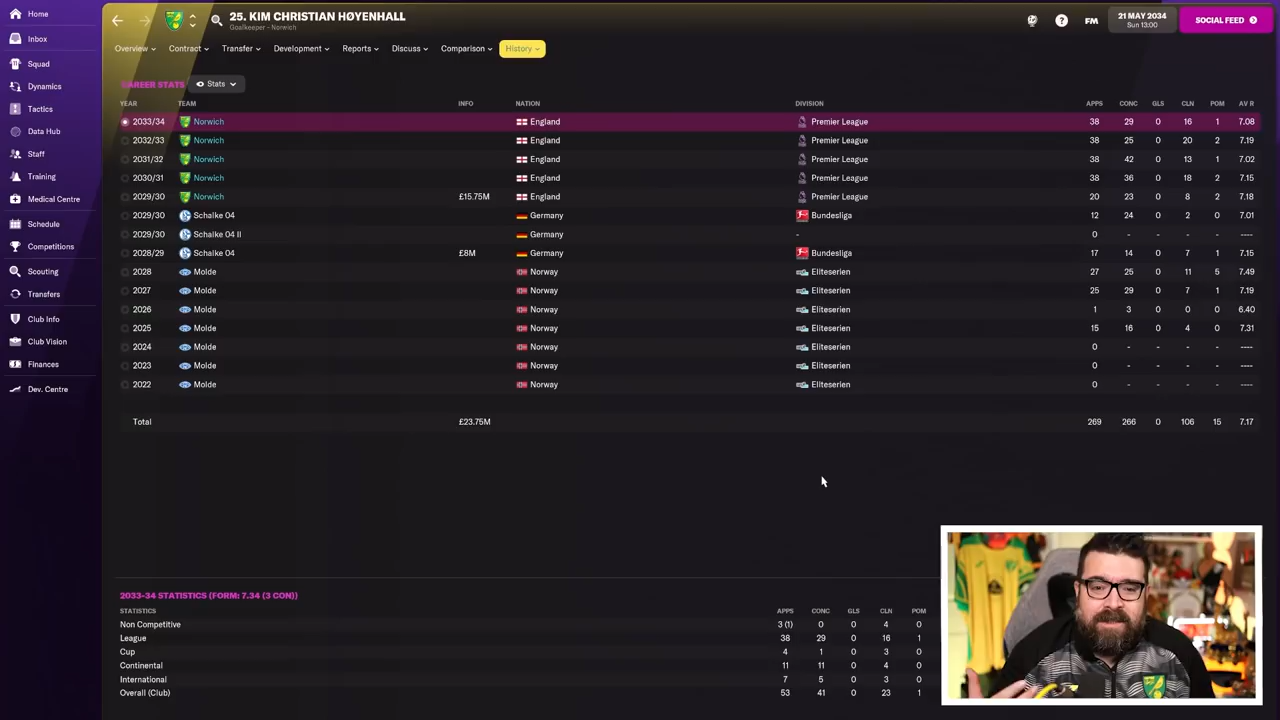 Home
Inbox
Squad
Dynamics
Tactics
Data Hub
Staff
Training
Medical Centre
Schedule
Competitions
Scouting
Transfers
Club Info
Club Vision
Finances
Dev. Centre
25. KIM CHRISTIAN HØYENHALL
Goalkeeper - Norwich
FM
21 MAY 2034
Sun 13:00
SOCIAL FEED
Overview Contract Transfer Development Reports Discuss Comparison History
CAREER STATS Stats
YEAR TEAM INFO NATION DIVISION APPS CONC GLS CLN POM AV R
2033/34 Norwich England Premier League 38 29 0 16 1 7.08
2032/33 Norwich England Premier League 38 25 0 20 2 7.19
2031/32 Norwich England Premier League 38 42 0 13 1 7.02
2030/31 Norwich England Premier League 38 36 0 18 2 7.15
2029/30 Norwich £15.75M England Premier League 20 23 0 8 2 7.18
2029/30 Schalke 04 Germany Bundesliga 12 24 0 2 0 7.01
2029/30 Schalke 04 II Germany - 0 - - - - ----
2028/29 Schalke 04 £8M Germany Bundesliga 17 14 0 7 1 7.15
2028 Molde Norway Eliteserien 27 25 0 11 5 7.49
2027 Molde Norway Eliteserien 25 29 0 7 1 7.19
2026 Molde Norway Eliteserien 1 3 0 0 0 6.40
2025 Molde Norway Eliteserien 15 16 0 4 0 7.31
2024 Molde Norway Eliteserien 0 - - - - ----
2023 Molde Norway Eliteserien 0 - - - - ----
2022 Molde Norway Eliteserien 0 - - - - ----
Total £23.75M 269 266 0 106 15 7.17
2033-34 STATISTICS (FORM: 7.34 (3 CON))
STATISTICS APPS CONC GLS CLN POM
Non Competitive 3 (1) 0 0 4 0
League 38 29 0 16 1
Cup 4 1 0 3 0
Continental 11 11 0 4 0
International 7 5 0 3 0
Overall (Club) 53 41 0 23 1